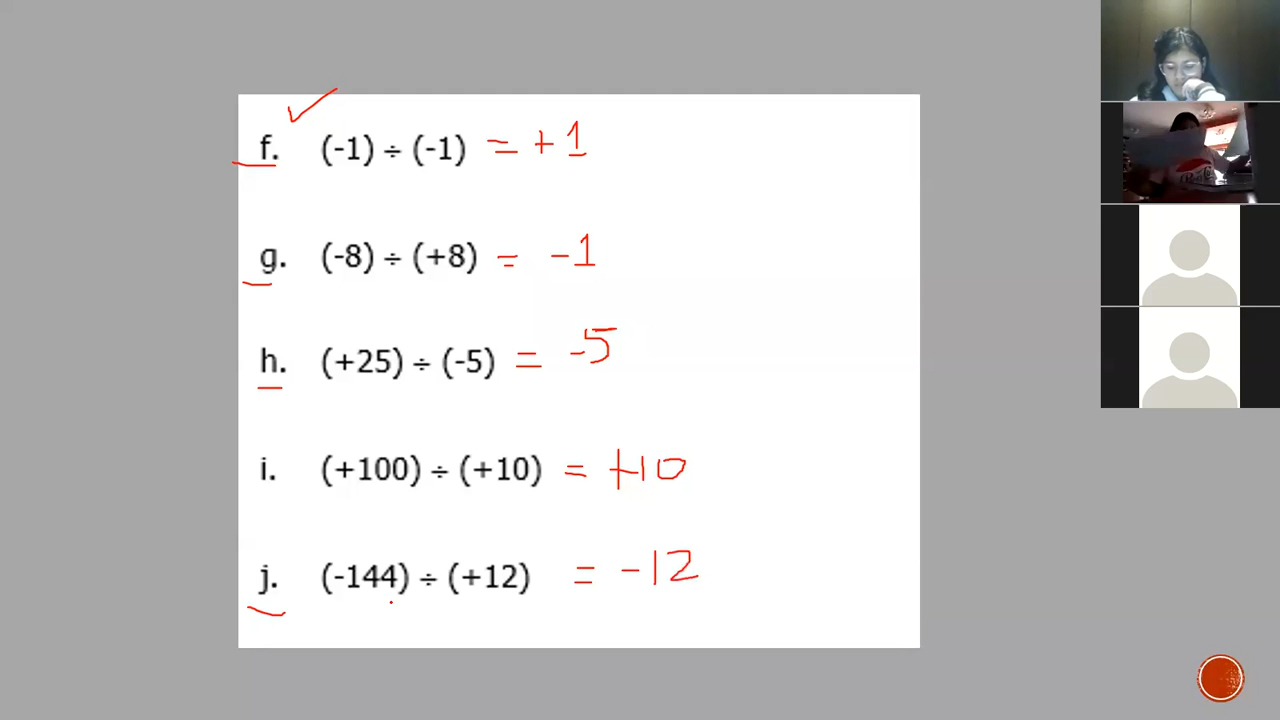 f. (-1) ÷ (-1) = +1
g. (-8) ÷ (+8) = -1
h. (+25) ÷ (-5) = -5
i. (+100) ÷ (+10) = +10
j. (-144) ÷ (+12) = -12